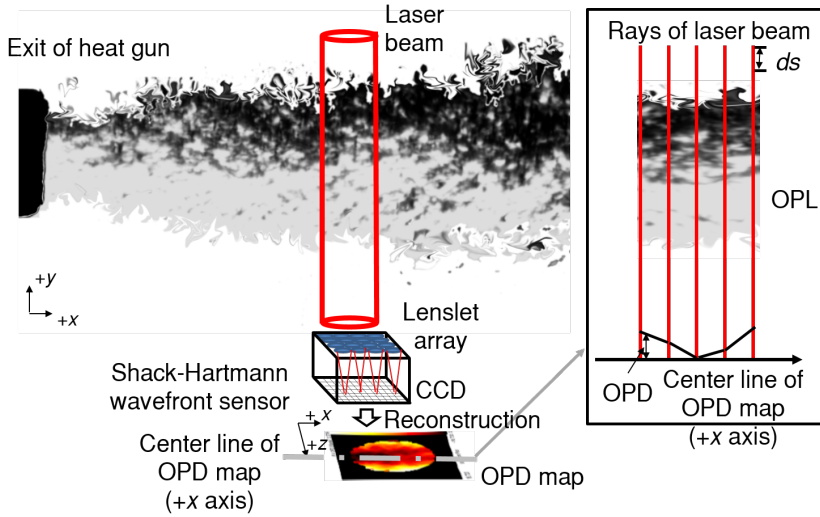 Exit of heat gun
Laser
beam
+y
+x
Lenslet
array
Shack-Hartmann
wavefront sensor
CCD
Reconstruction
+x
+z
Center line of
OPD map
(+x axis)
OPD map
Rays of laser beam
ds
OPL
OPD
Center line of
OPD map
(+x axis)